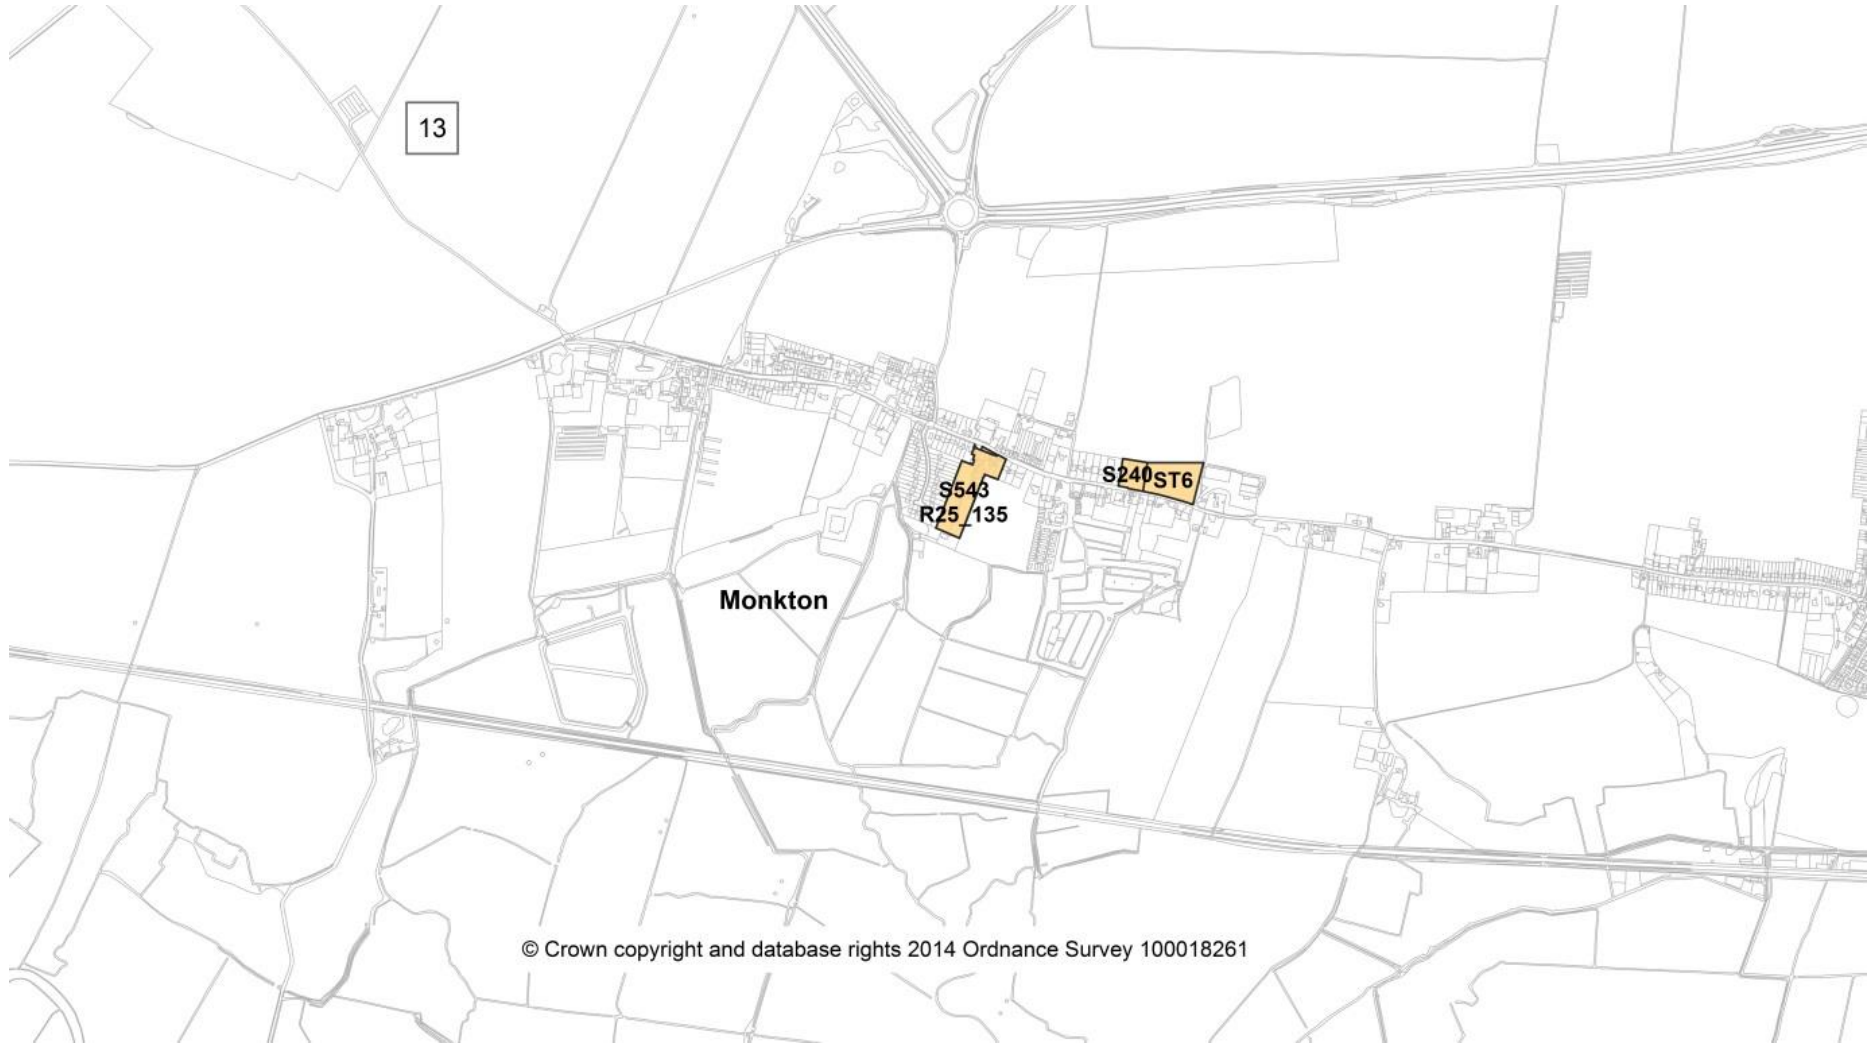 13
S240
ST6
S543
R25_135
Monkton
© Crown copyright and database rights 2014 Ordnance Survey 100018261